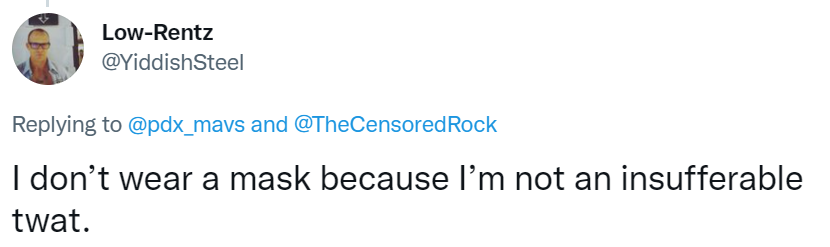 Low-Rentz
@YiddishSteel
Replying to @pdx_mavs and @TheCensoredRock
I don’t wear a mask because I’m not an insufferable
twat.